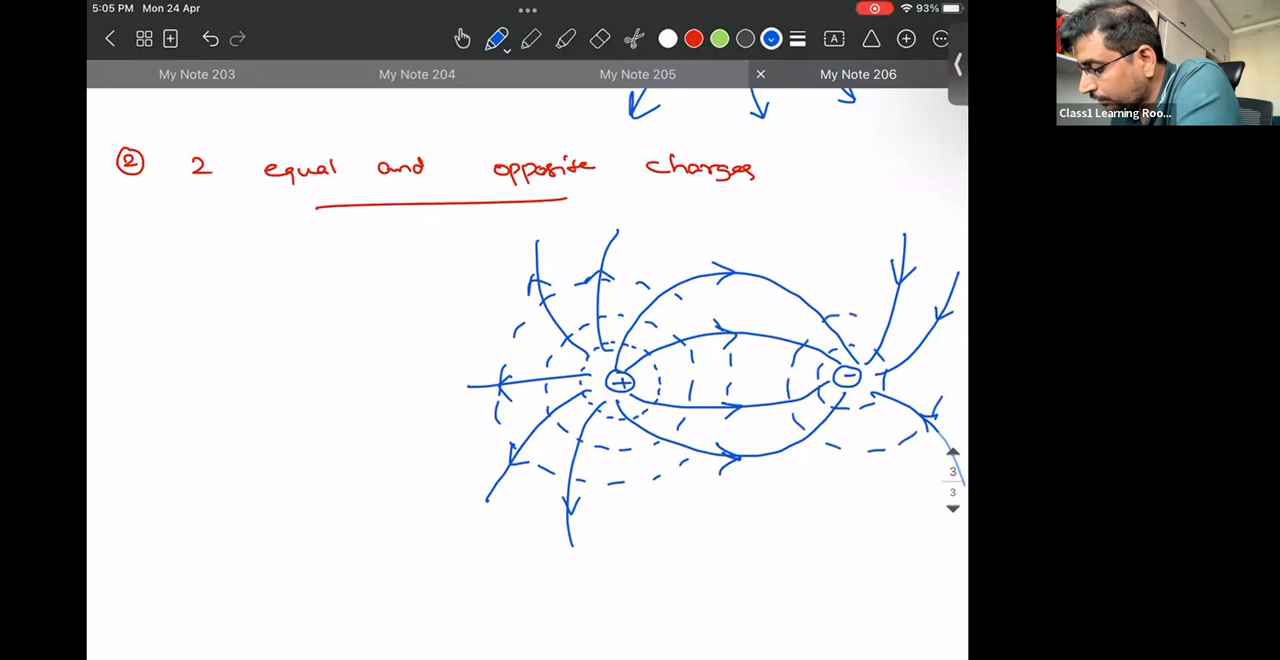 5:05 PM Mon 24 Apr
93%
A
My Note 203
My Note 204
My Note 205
My Note 206
Class1 Learning Roo...
② 2 equal and opposite charges
+
-
3
3